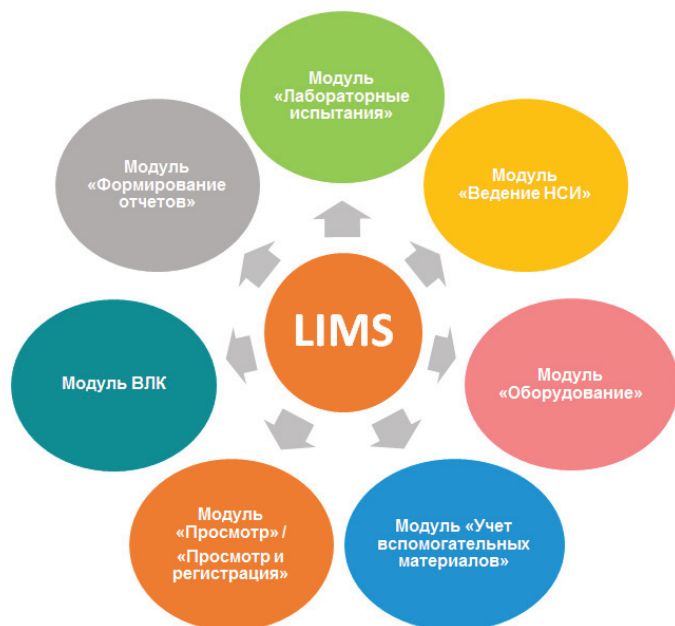 Модуль
«Лабораторные
испытания»
Модуль
«Ведение НСИ»
Модуль
«Оборудование»
Модуль «Учет
вспомогательных
материалов»
Модуль
«Просмотр» /
«Просмотр и
регистрация»
Модуль ВЛК
Модуль
«Формирование
отчетов»
LIMS